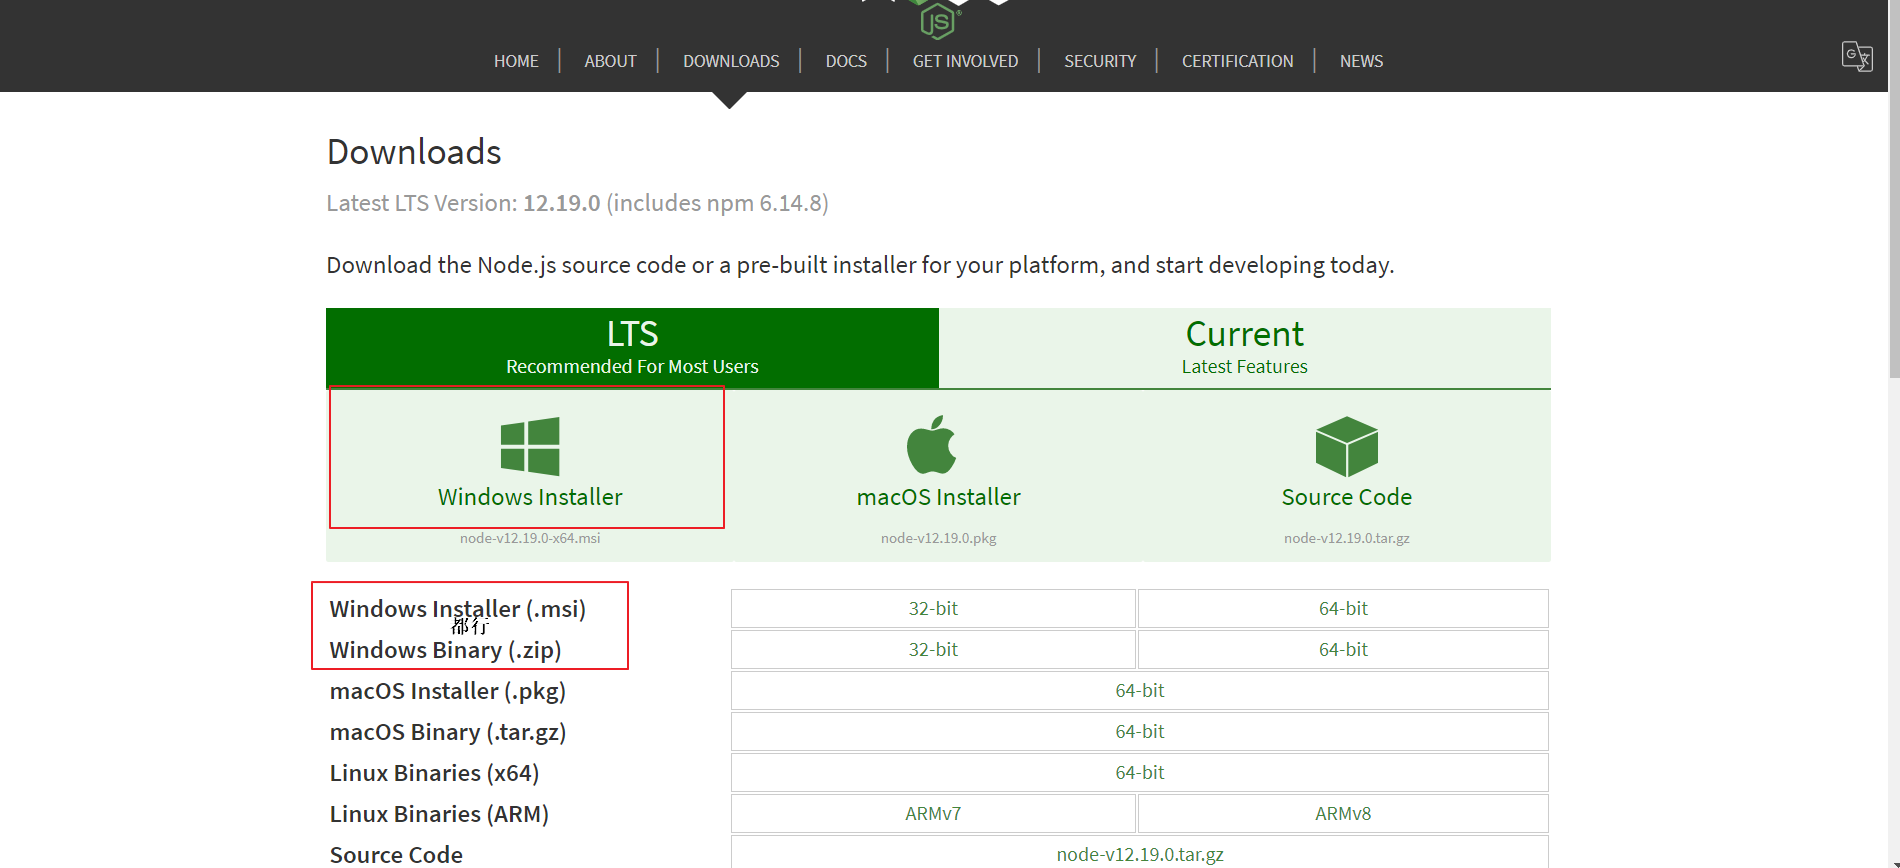 JS
HOME ABOUT DOWNLOADS DOCS GET INVOLVED SECURITY CERTIFICATION NEWS
Downloads
Latest LTS Version: 12.19.0 (includes npm 6.14.8)
Download the Node.js source code or a pre-built installer for your platform, and start developing today.
LTS
Recommended For Most Users
Current
Latest Features
Windows Installer
node-v12.19.0-x64.msi
macOS Installer
node-v12.19.0.pkg
Source Code
node-v12.19.0.tar.gz
Windows Installer (.msi) 32-bit 64-bit
都行
Windows Binary (.zip) 32-bit 64-bit
macOS Installer (.pkg) 64-bit
macOS Binary (.tar.gz) 64-bit
Linux Binaries (x64) 64-bit
Linux Binaries (ARM) ARMv7 ARMv8
Source Code node-v12.19.0.tar.gz